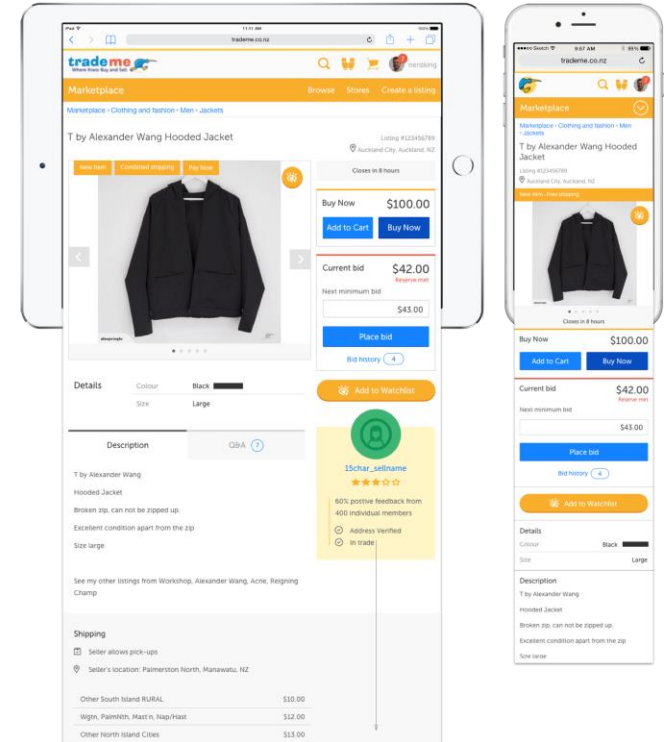 iPad
11:11 AM
trademe.co.nz
trademe
Where Kiwis Buy and Sell
nerdking
Marketplace
Browse Stores Create a listing
Marketplace › Clothing and fashion › Men › Jackets
T by Alexander Wang Hooded Jacket
Listing #123456789
Auckland City, Auckland, NZ
New item
Combined shipping
Pay Now
Closes in 8 hours
Buy Now $100.00
Add to Cart
Buy Now
Current bid $42.00
Reserve met
Next minimum bid
$43.00
Place bid
Bid history 4
Add to Watchlist
Details
Colour Black
Size Large
Description
Q&A ?
T by Alexander Wang
Hooded Jacket
Broken zip, can not be zipped up.
Excellent condition apart from the zip
Size large
See my other listings from Workshop, Alexander Wang, Acne, Reigning
Champ
15char_sellname
60% postive feedback from
400 individual members
Address Verified
In trade
Shipping
Seller allows pick-ups
Seller's location: Palmerston North, Manawatu, NZ
Other South Island RURAL $10.00
Wgtn, PalmNth, Mast'n, Nap/Hast $12.00
Other North Island Cities $13.00
Sketch
9:07 AM
trademe.co.nz
Marketplace
Marketplace › Clothing and fashion › Men
› Jackets
T by Alexander Wang Hooded
Jacket
Listing #123456789
Auckland City, Auckland, NZ
New item - Free shipping
Closes in 8 hours
Buy Now $100.00
Add to Cart
Buy Now
Current bid $42.00
Reserve met
Next minimum bid
$43.00
Place bid
Bid history 4
Add to Watchlist
Details
Colour Black
Size Large
Description
T by Alexander Wang
Hooded Jacket
Broken zip, can not be zipped up.
Excellent condition apart from the zip
Size large